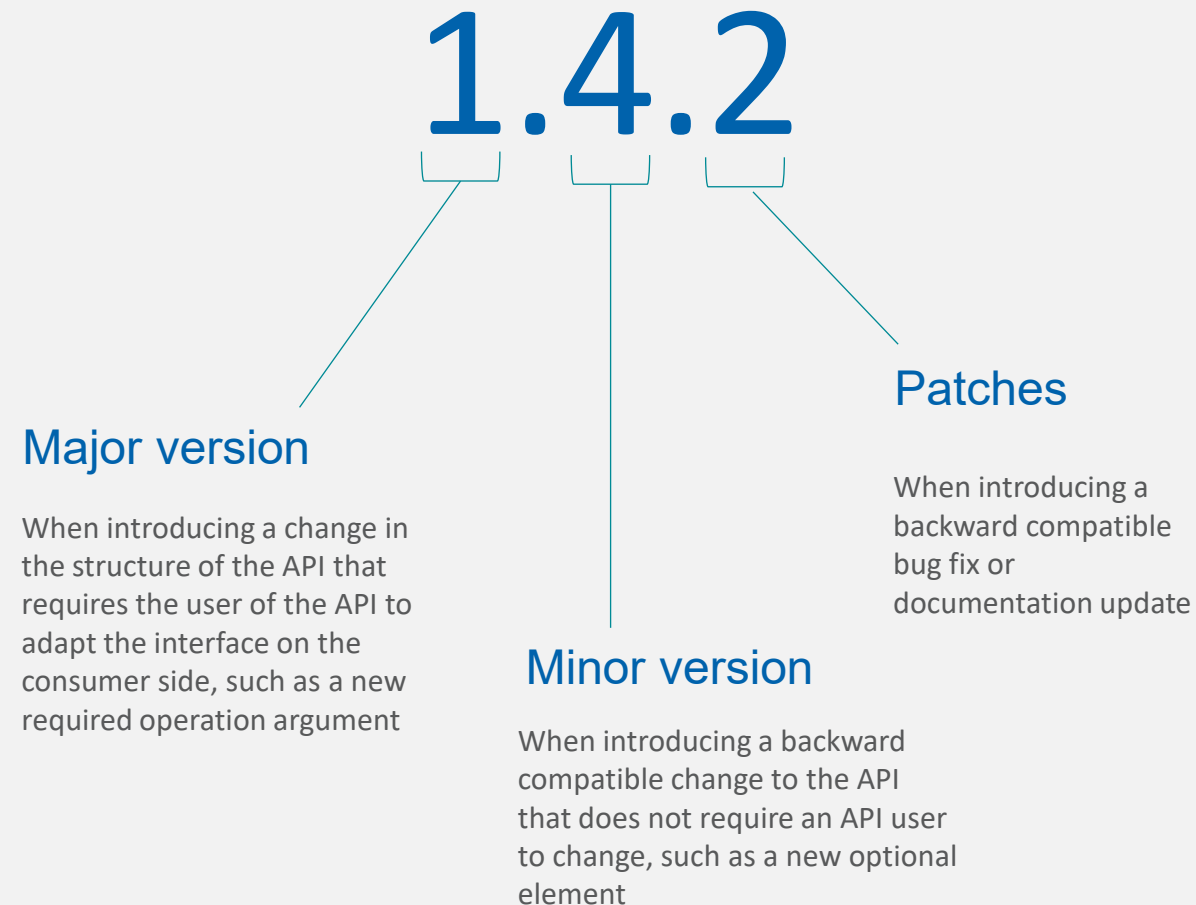 1.4.2
Major version
When introducing a change in
the structure of the API that
requires the user of the API to
adapt the interface on the
consumer side, such as a new
required operation argument
Minor version
When introducing a backward
compatible change to the API
that does not require an API user
to change, such as a new optional
element
Patches
When introducing a
backward compatible
bug fix or
documentation update